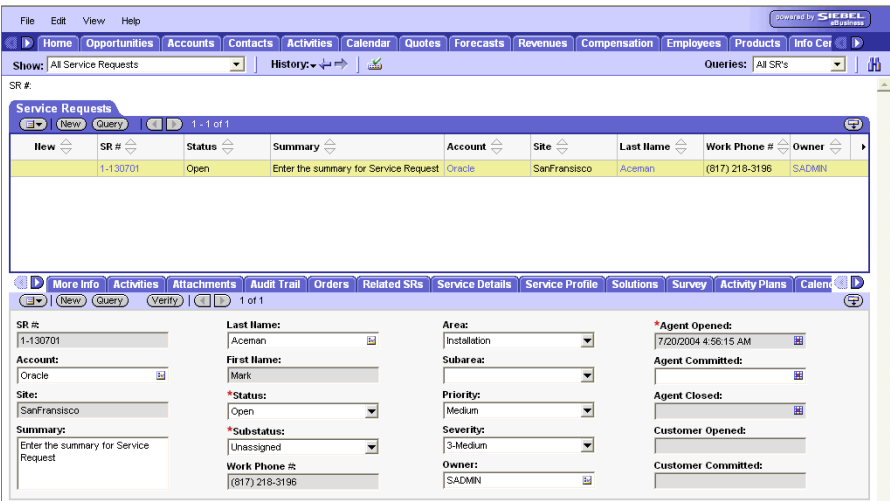 File Edit View Help
powered by SIEBEL eBusiness
Home Opportunities Accounts Contacts Activities Calendar Quotes Forecasts Revenues Compensation Employees Products Info Cen
Show: All Service Requests History: Queries: All SR's
SR #:
Service Requests
New Query 1 - 1 of 1
New SR # Status Summary Account Site Last Name Work Phone # Owner
1-130701 Open Enter the summary for Service Request Oracle SanFransisco Aceman (817) 218-3196 SADMIN
More Info Activities Attachments Audit Trail Orders Related SRs Service Details Service Profile Solutions Survey Activity Plans Calend
New Query Verify 1 of 1
SR #: Last Name: Area: *Agent Opened:
1-130701 Aceman Installation 7/20/2004 4:56:15 AM
Account: First Name: Subarea: Agent Committed:
Oracle Mark
Site: *Status: Priority: Agent Closed:
SanFransisco Open Medium
Summary: *Substatus: Severity: Customer Opened:
Enter the summary for Service Request Unassigned 3-Medium
Work Phone #: Owner: Customer Committed:
(817) 218-3196 SADMIN